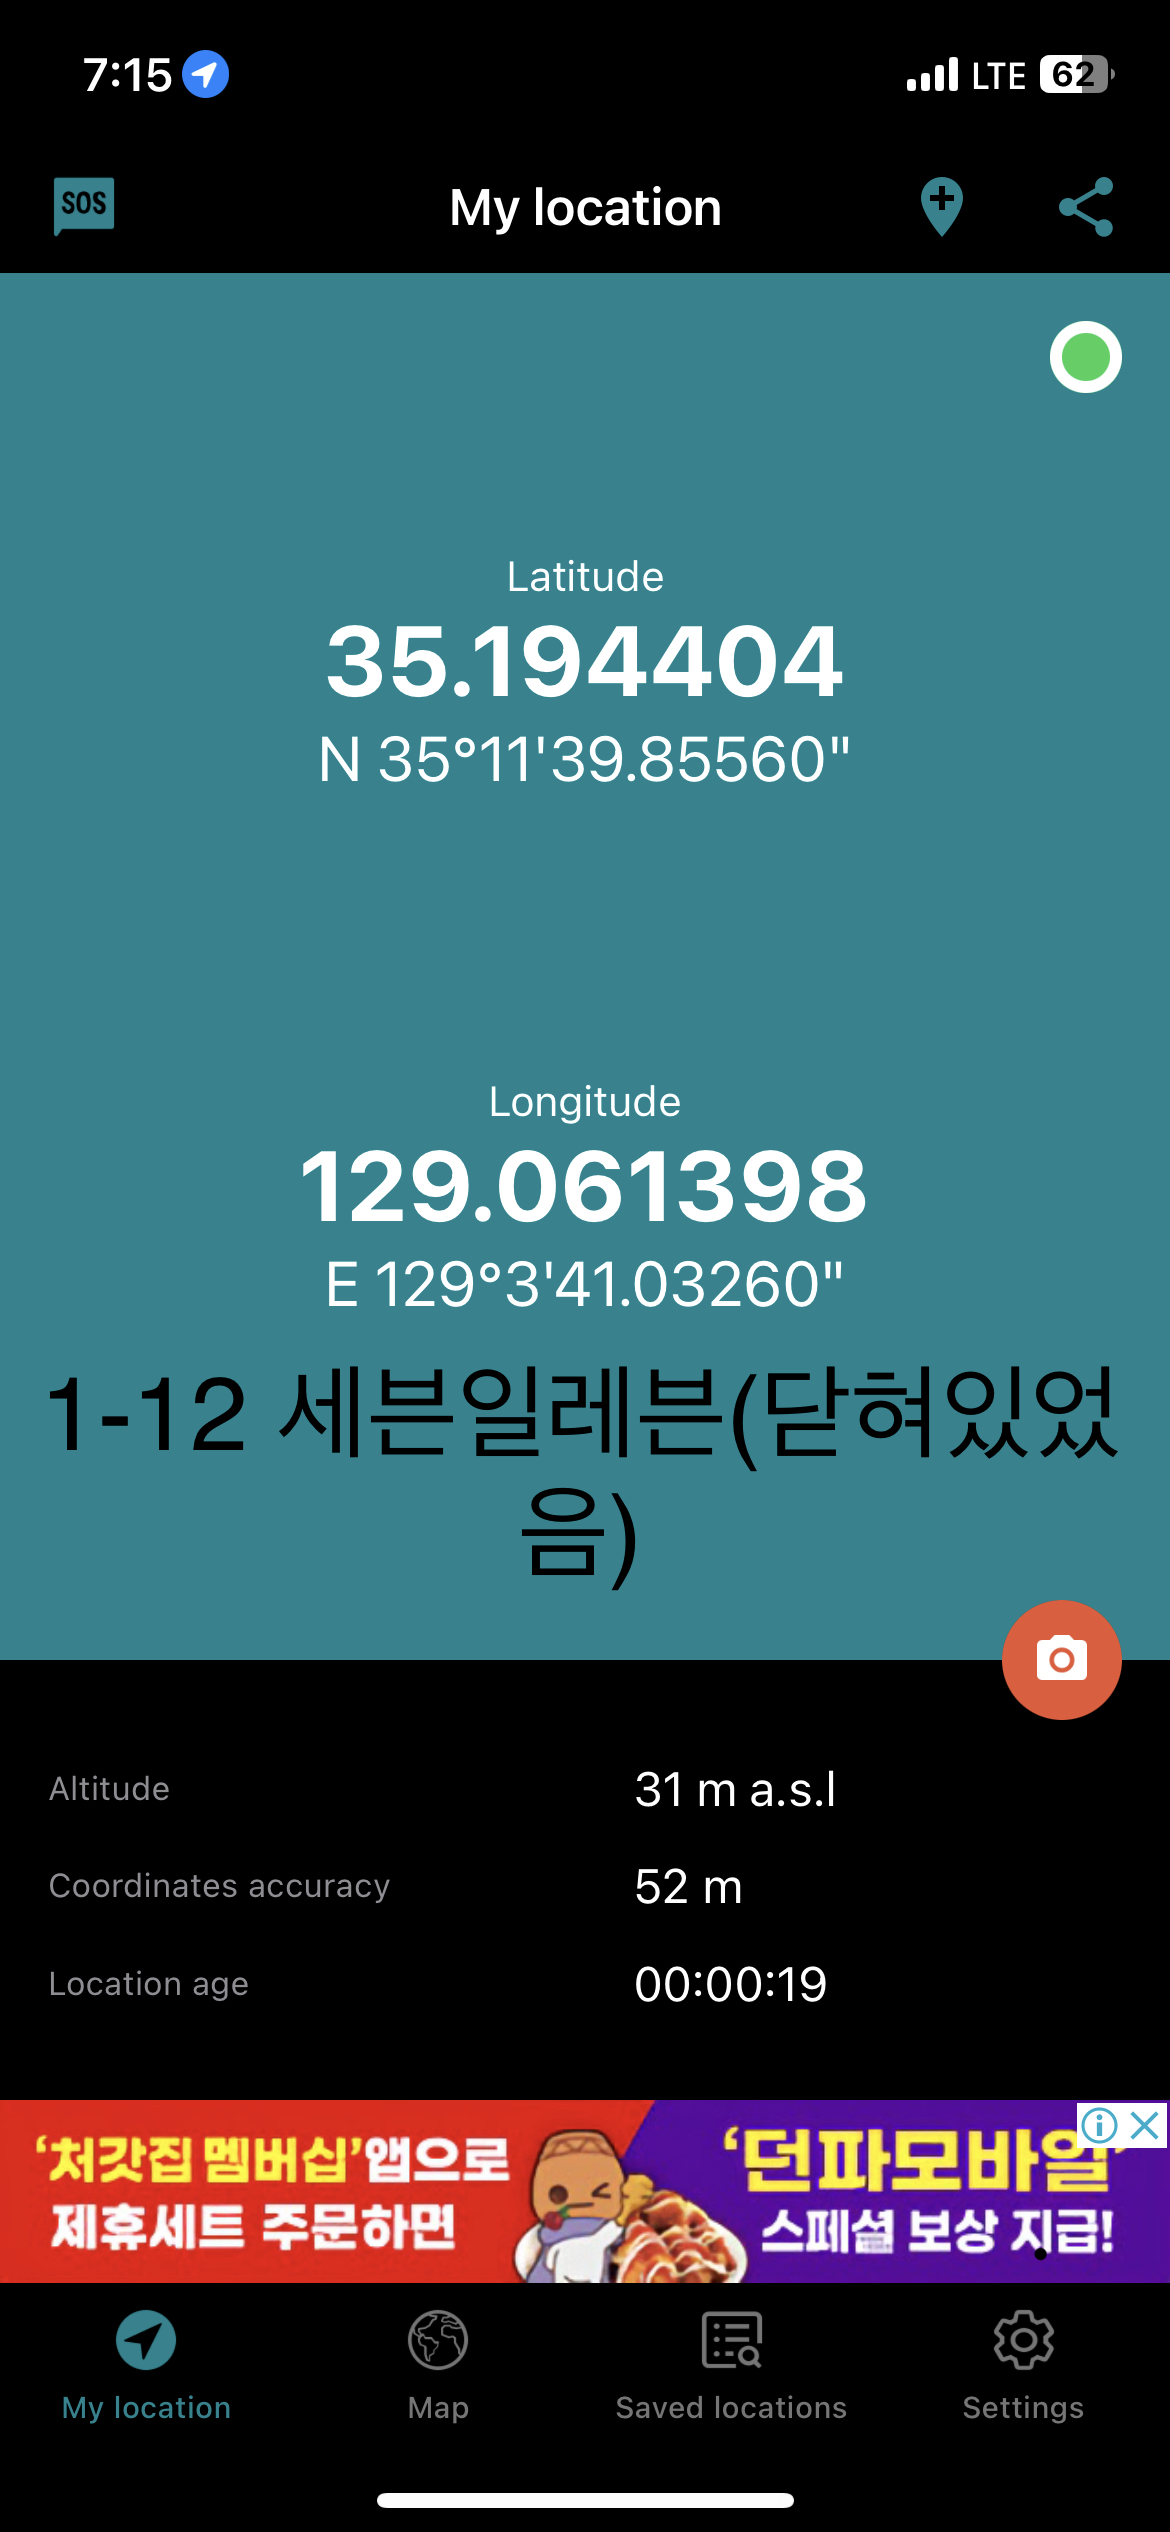 7:15
LTE 62
SOS
My location
Latitude
35.194404
N 35°11'39.85560"
Longitude
129.061398
E 129°3'41.03260"
1-12 세븐일레븐(닫혀있었
음)
Altitude 31 m a.s.l
Coordinates accuracy 52 m
Location age 00:00:19
‘처갓집 멤버십’앱으로
제휴세트 주문하면
‘던파모바일’
스페셜 보상 지급!
My location
Map
Saved locations
Settings